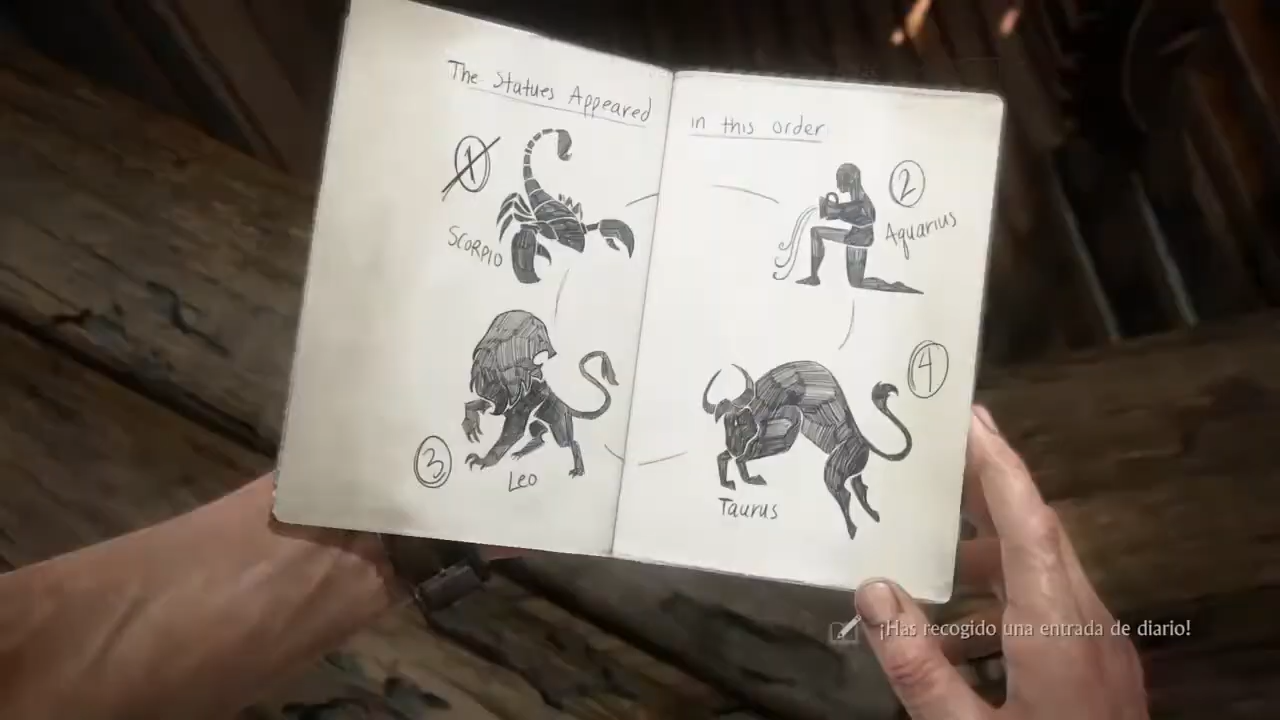 The Statues Appeared
in this order
1
SCORPIO
2
Aquarius
3
Leo
4
Taurus
¡Has recogido una entrada de diario!